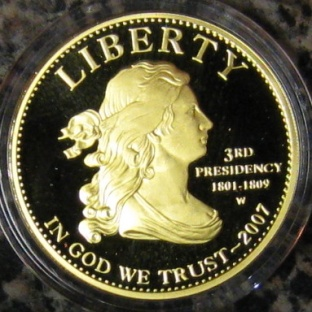 LIBERTY
3RD
PRESIDENCY
1801-1809
W
IN GOD WE TRUST~2007